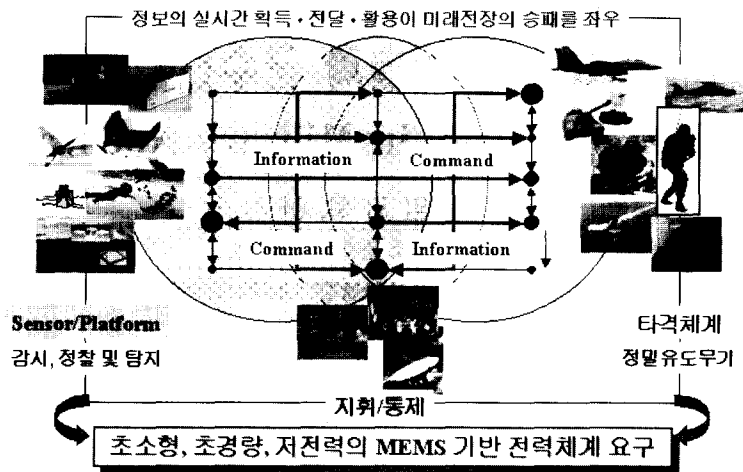 정보의 실시간 획득·전달·활용이 미래전장의 승패를 좌우
Information
Command
Command
Information
Sensor/Platform
감시, 정찰 및 탐지
타격체계
정밀유도무기
지휘/통제
초소형, 초경량, 저전력의 MEMS 기반 전력체계 요구